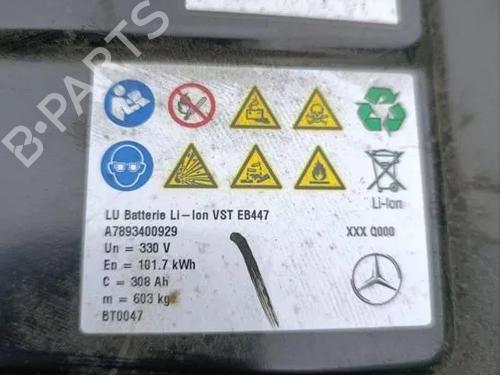 B-PARTS
Li-Ion
LU Batterie Li-Ion VST EB447
A7893400929
XXX Q000
Un = 330 V
En = 101.7 kWh
C = 308 Ah
m = 603 kg
BT0047